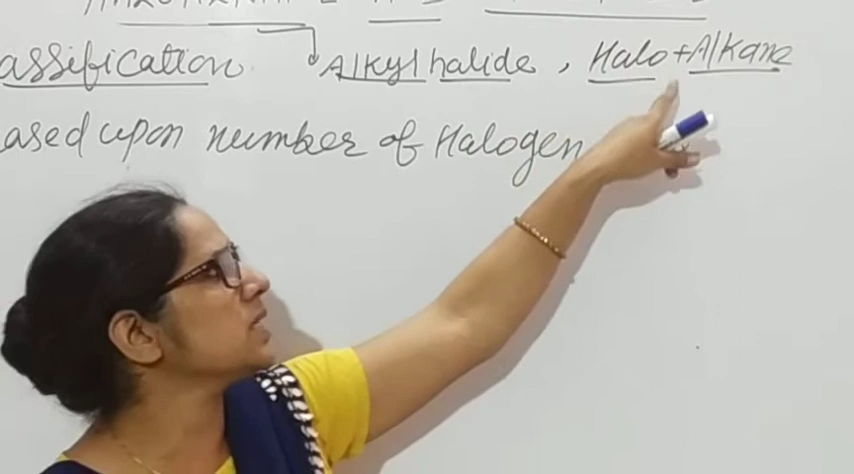 assification Alkyl halide, Halo+Alkane
ased upon number of Halogen